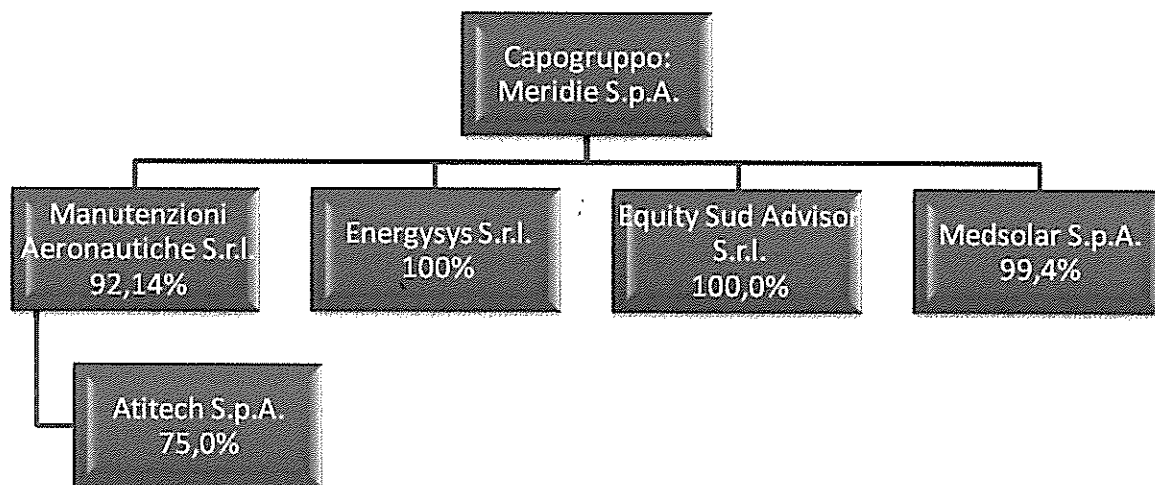 Capogruppo:
Meridie S.p.A.
Manutenzioni
Aeronautiche S.r.l.
92,14%
Energysys S.r.l.
100%
Equity Sud Advisor
S.r.l.
100,0%
Medsolar S.p.A.
99,4%
Atitech S.p.A.
75,0%